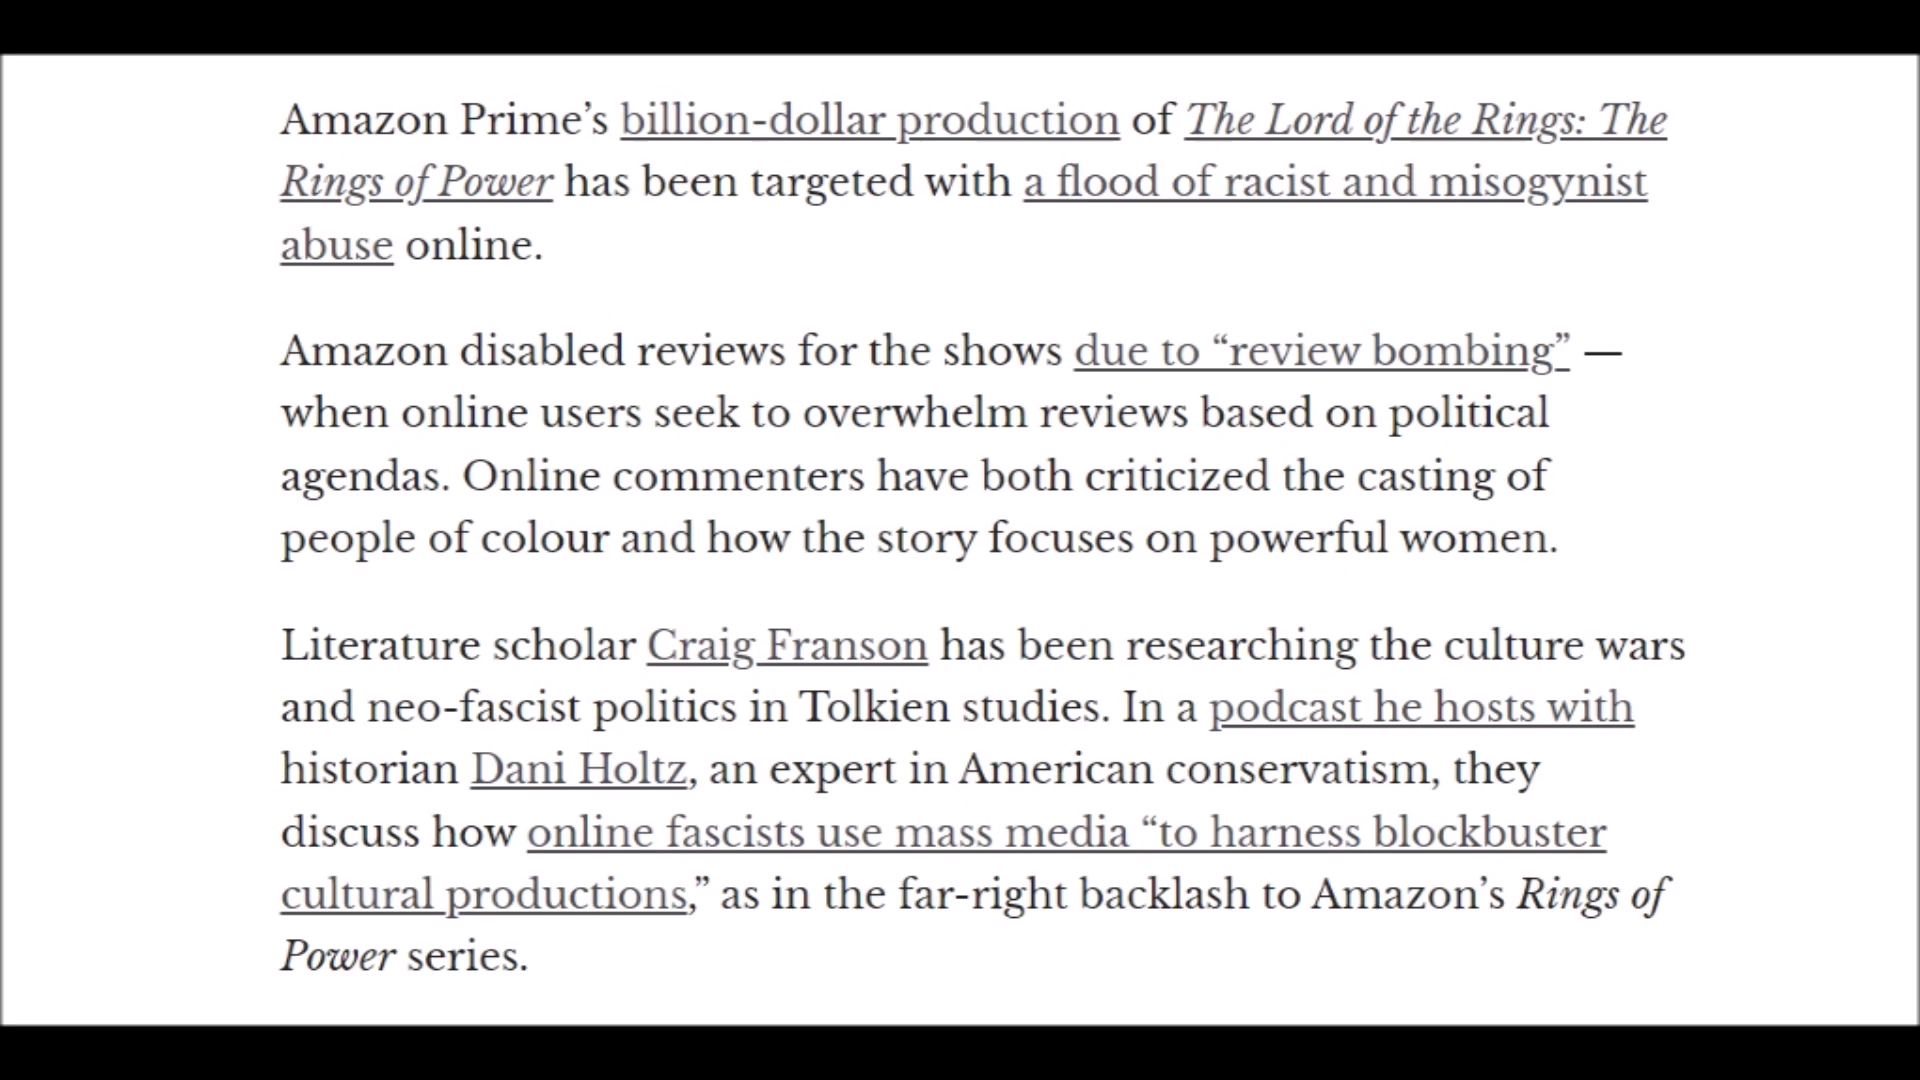 Amazon Prime’s billion-dollar production of The Lord of the Rings: The
Rings of Power has been targeted with a flood of racist and misogynist
abuse online.
Amazon disabled reviews for the shows due to “review bombing” —
when online users seek to overwhelm reviews based on political
agendas. Online commenters have both criticized the casting of
people of colour and how the story focuses on powerful women.
Literature scholar Craig Franson has been researching the culture wars
and neo-fascist politics in Tolkien studies. In a podcast he hosts with
historian Dani Holtz, an expert in American conservatism, they
discuss how online fascists use mass media “to harness blockbuster
cultural productions,” as in the far-right backlash to Amazon’s Rings of
Power series.